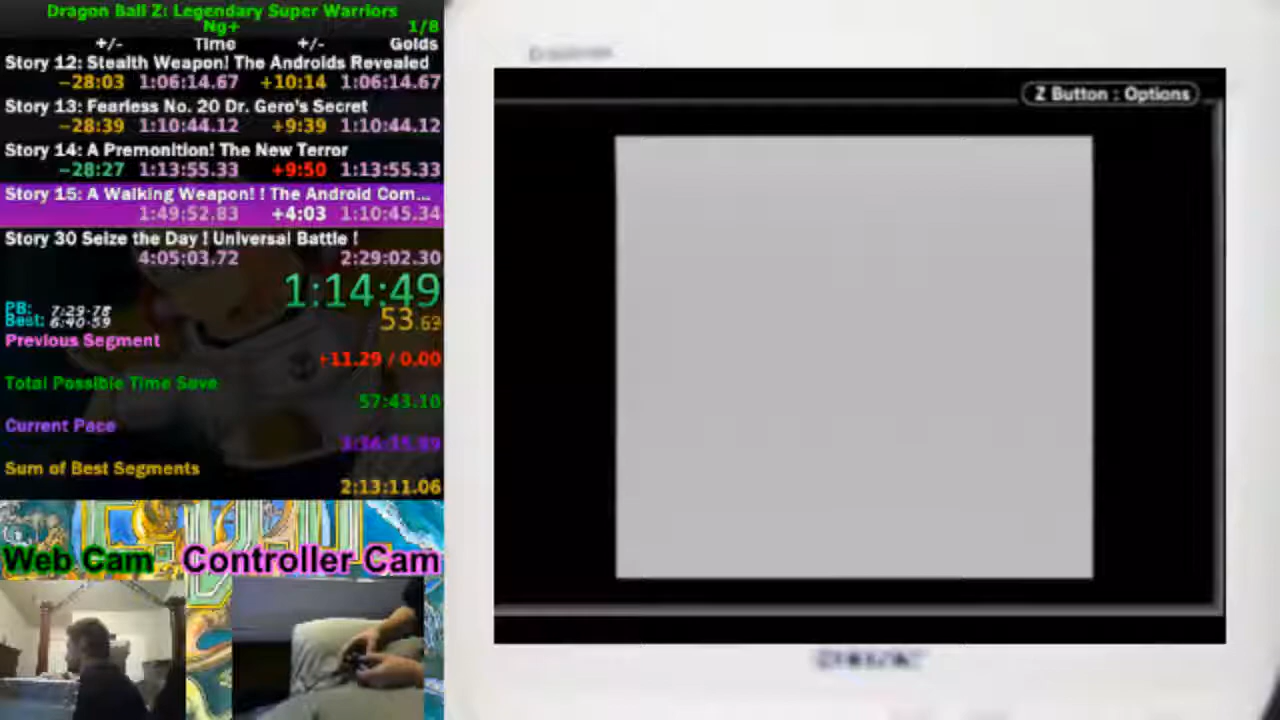 Dragon Ball Z: Legendary Super Warriors
Ng+ 1/8
+/- Time +/- Golds
Story 12: Stealth Weapon! The Androids Revealed
−28:03 1:06:14.67 +10:14 1:06:14.67
Story 13: Fearless No. 20 Dr. Gero's Secret
−28:39 1:10:44.12 +9:39 1:10:44.12
Story 14: A Premonition! The New Terror
−28:27 1:13:55.33 +9:50 1:13:55.33
Story 15: A Walking Weapon! ! The Android Com...
1:49:52.83 +4:03 1:10:45.34
Story 30 Seize the Day ! Universal Battle !
4:05:03.72 2:29:02.30
1:14:49
PB: 7:29.78
53.63
Best: 6:40.59
Previous Segment
+11.29 / 0.00
Total Possible Time Save
57:43.10
Current Pace
Sum of Best Segments
2:13:11.06
Web Cam Controller Cam
Z Button : Options